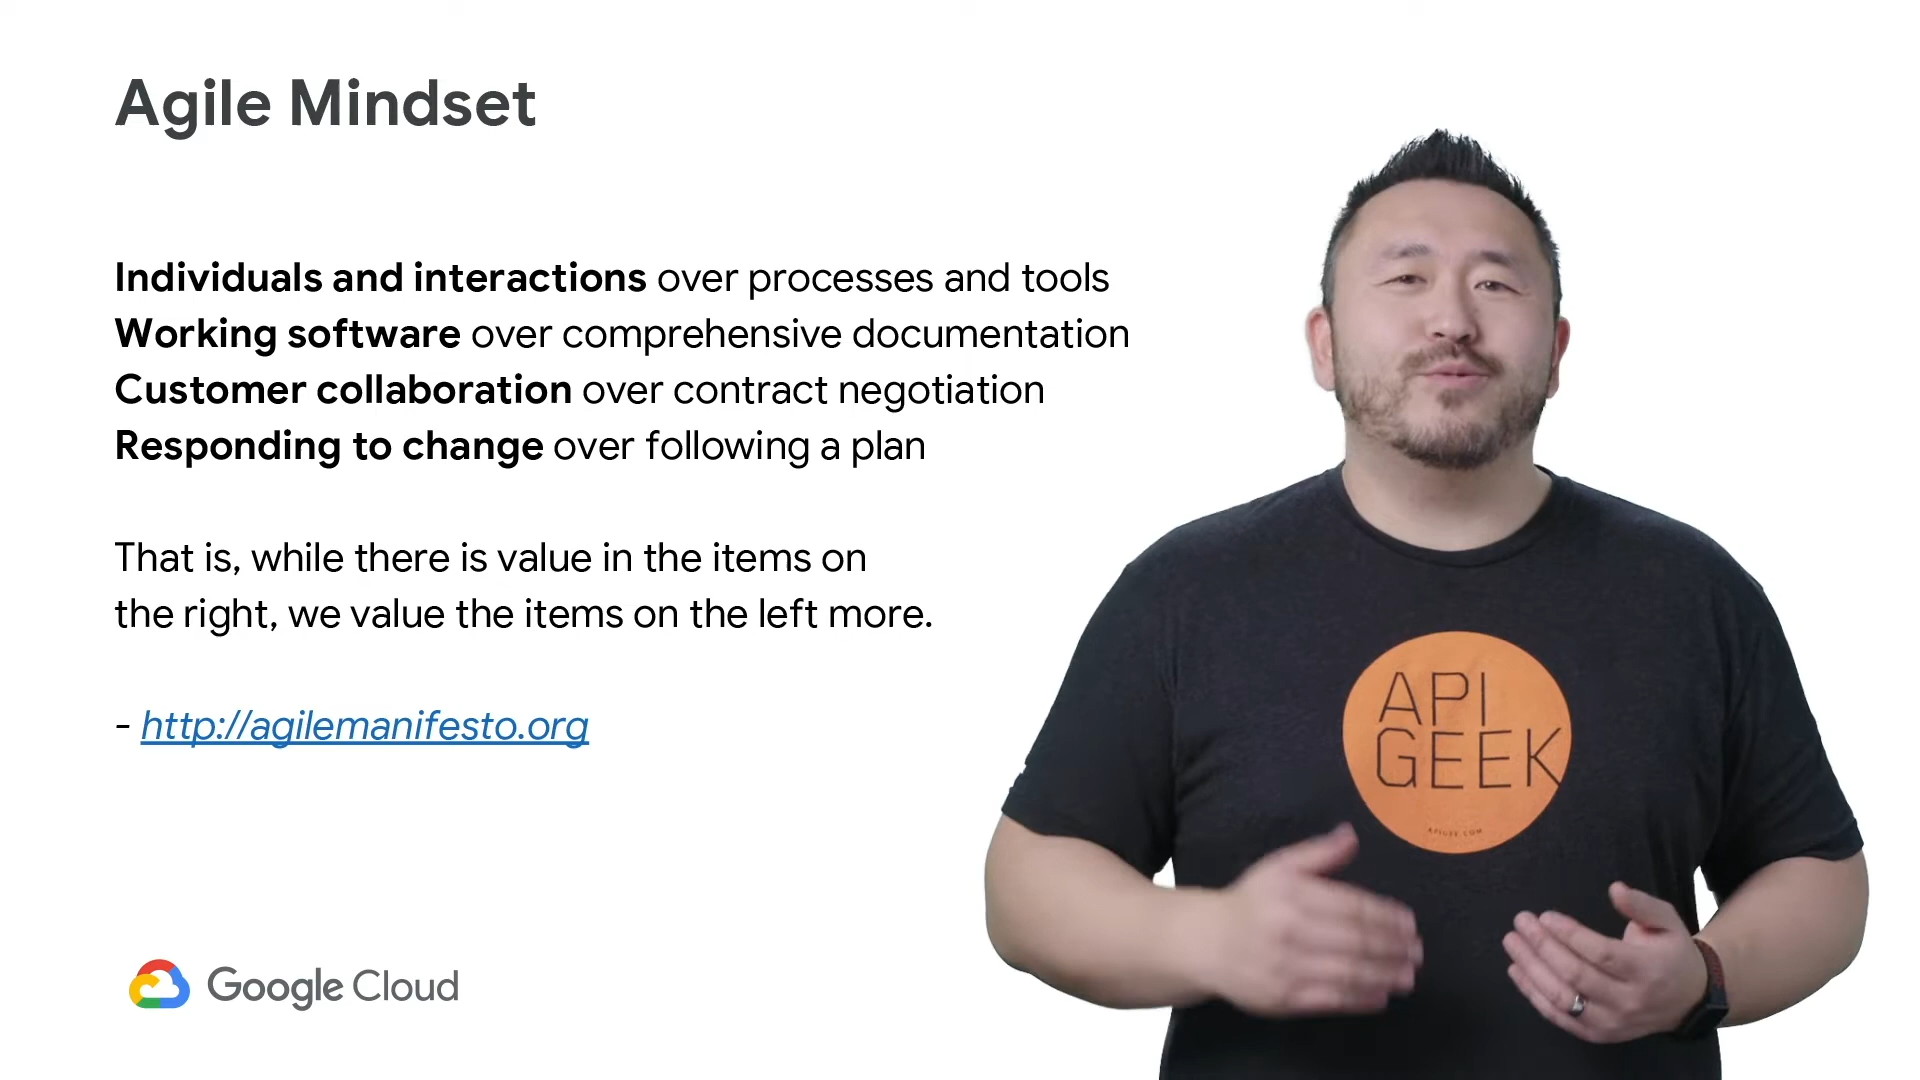 Agile Mindset
Individuals and interactions over processes and tools
Working software over comprehensive documentation
Customer collaboration over contract negotiation
Responding to change over following a plan
That is, while there is value in the items on
the right, we value the items on the left more.
- http://agilemanifesto.org
API
GEEK
APIGEE.COM
Google Cloud